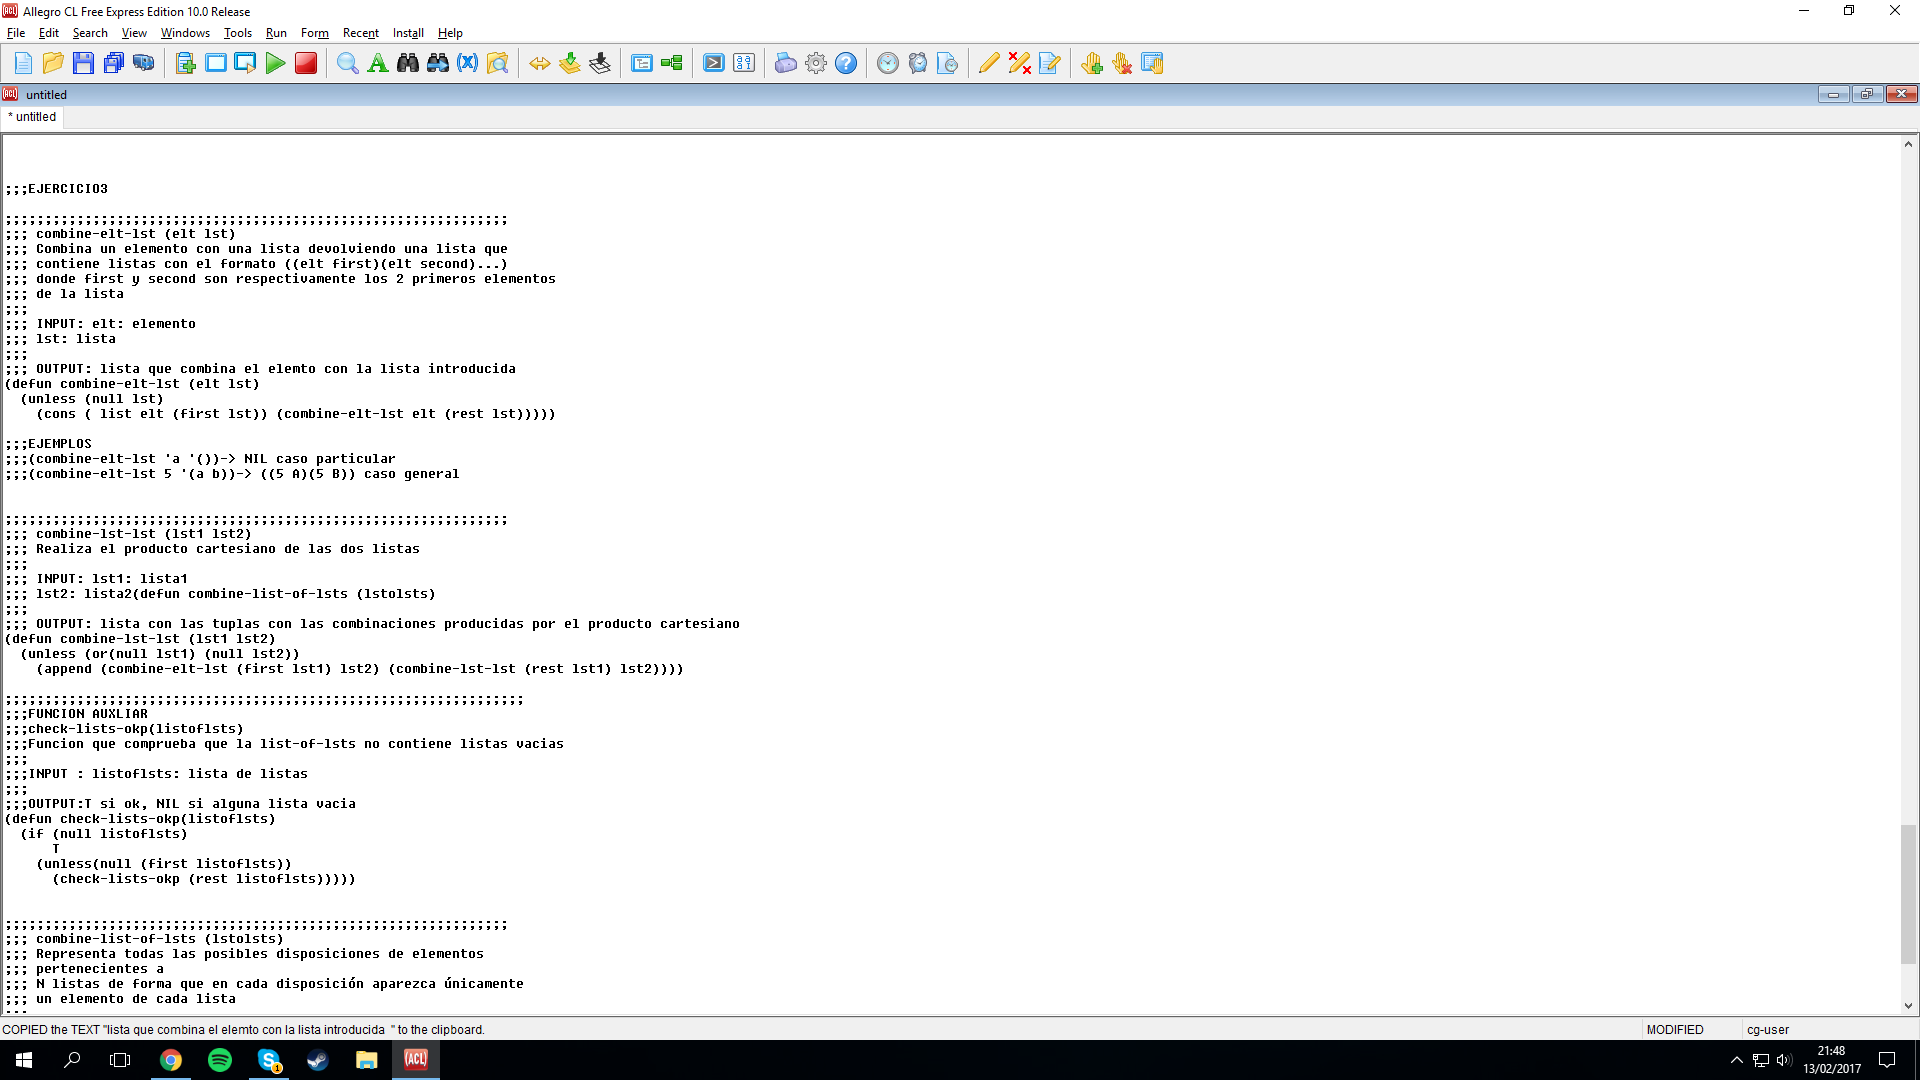 Allegro CL Free Express Edition 10.0 Release
File Edit Search View Windows Tools Run Form Recent Install Help
untitled
* untitled
;;;EJERCICIO3
;;;;;;;;;;;;;;;;;;;;;;;;;;;;;;;;;;;;;;;;;;;;;;;;;;;;;;;;;;;;;;;
;;; combine-elt-lst (elt lst)
;;; Combina un elemento con una lista devolviendo una lista que
;;; contiene listas con el formato ((elt first)(elt second)...)
;;; donde first y second son respectivamente los 2 primeros elementos
;;; de la lista
;;;
;;; INPUT: elt: elemento
;;; lst: lista
;;;
;;; OUTPUT: lista que combina el elemto con la lista introducida
(defun combine-elt-lst (elt lst)
  (unless (null lst)
    (cons ( list elt (first lst)) (combine-elt-lst elt (rest lst)))))
;;;EJEMPLOS
;;;(combine-elt-lst 'a '())-> NIL caso particular
;;;(combine-elt-lst 5 '(a b))-> ((5 A)(5 B)) caso general
;;;;;;;;;;;;;;;;;;;;;;;;;;;;;;;;;;;;;;;;;;;;;;;;;;;;;;;;;;;;;;;
;;; combine-lst-lst (lst1 lst2)
;;; Realiza el producto cartesiano de las dos listas
;;;
;;; INPUT: lst1: lista1
;;; lst2: lista2(defun combine-list-of-lsts (lstolsts)
;;;
;;; OUTPUT: lista con las tuplas con las combinaciones producidas por el producto cartesiano
(defun combine-lst-lst (lst1 lst2)
  (unless (or(null lst1) (null lst2))
    (append (combine-elt-lst (first lst1) lst2) (combine-lst-lst (rest lst1) lst2))))
;;;;;;;;;;;;;;;;;;;;;;;;;;;;;;;;;;;;;;;;;;;;;;;;;;;;;;;;;;;;;;;;;
;;;FUNCION AUXLIAR
;;;check-lists-okp(listoflsts)
;;;Funcion que comprueba que la list-of-lsts no contiene listas vacias
;;;
;;;INPUT : listoflsts: lista de listas
;;;
;;;OUTPUT:T si ok, NIL si alguna lista vacia
(defun check-lists-okp(listoflsts)
  (if (null listoflsts)
      T
    (unless(null (first listoflsts))
      (check-lists-okp (rest listoflsts)))))
;;;;;;;;;;;;;;;;;;;;;;;;;;;;;;;;;;;;;;;;;;;;;;;;;;;;;;;;;;;;;;;
;;; combine-list-of-lsts (lstolsts)
;;; Representa todas las posibles disposiciones de elementos
;;; pertenecientes a
;;; N listas de forma que en cada disposición aparezca únicamente
;;; un elemento de cada lista
COPIED the TEXT "lista que combina el elemto con la lista introducida " to the clipboard. MODIFIED cg-user
21:48
13/02/2017